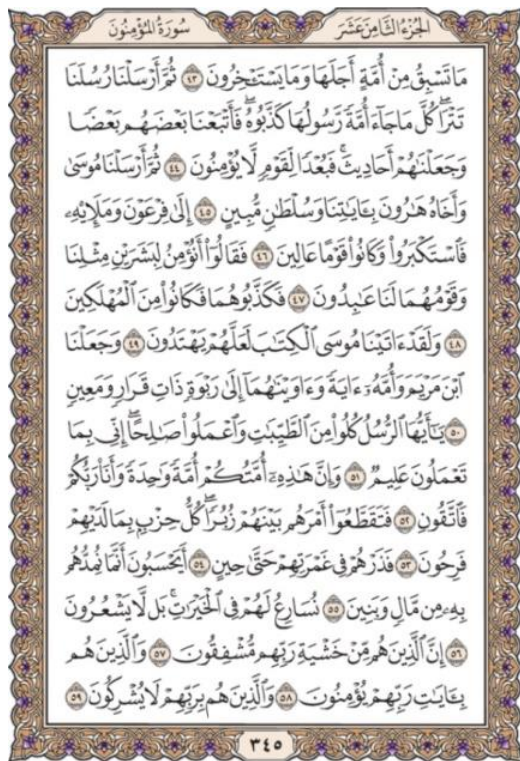 الجزء الثامن عشر
سورة المؤمنون
مَا تَسْبِقُ مِنْ أُمَّةٍ أَجَلَهَا وَمَا يَسْتَـْٔخِرُونَ ٤٣ ثُمَّ أَرْسَلْنَا رُسُلَنَا
تَتْرَا ۖ كُلَّ مَا جَآءَ أُمَّةً رَّسُولُهَا كَذَّبُوهُ ۚ فَأَتْبَعْنَا بَعْضَهُم بَعْضًا
وَجَعَلْنَـٰهُمْ أَحَادِيثَ ۚ فَبُعْدًا لِّقَوْمٍ لَّا يُؤْمِنُونَ ٤٤ ثُمَّ أَرْسَلْنَا مُوسَىٰ
وَأَخَاهُ هَـٰرُونَ بِـَٔايَـٰتِنَا وَسُلْطَـٰنٍ مُّبِينٍ ٤٥ إِلَىٰ فِرْعَوْنَ وَمَلَإِي۟هِۦ
فَٱسْتَكْبَرُوا۟ وَكَانُوا۟ قَوْمًا عَالِينَ ٤٦ فَقَالُوٓا۟ أَنُؤْمِنُ لِبَشَرَيْنِ مِثْلِنَا
وَقَوْمُهُمَا لَنَا عَـٰبِدُونَ ٤٧ فَكَذَّبُوهُمَا فَكَانُوا۟ مِنَ ٱلْمُهْلَكِينَ
٤٨ وَلَقَدْ ءَاتَيْنَا مُوسَى ٱلْكِتَـٰبَ لَعَلَّهُمْ يَهْتَدُونَ ٤٩ وَجَعَلْنَا
ٱبْنَ مَرْيَمَ وَأُمَّهُۥٓ ءَايَةً وَءَاوَيْنَـٰهُمَآ إِلَىٰ رَبْوَةٍ ذَاتِ قَرَارٍ وَمَعِينٍ
٥٠ يَـٰٓأَيُّهَا ٱلرُّسُلُ كُلُوا۟ مِنَ ٱلطَّيِّبَـٰتِ وَٱعْمَلُوا۟ صَـٰلِحًا ۖ إِنِّى بِمَا
تَعْمَلُونَ عَلِيمٌ ٥١ وَإِنَّ هَـٰذِهِۦٓ أُمَّتُكُمْ أُمَّةً وَٰحِدَةً وَأَنَا۠ رَبُّكُمْ
فَٱتَّقُونِ ٥٢ فَتَقَطَّعُوٓا۟ أَمْرَهُم بَيْنَهُمْ زُبُرًا ۖ كُلُّ حِزْبٍۭ بِمَا لَدَيْهِمْ
فَرِحُونَ ٥٣ فَذَرْهُمْ فِى غَمْرَتِهِمْ حَتَّىٰ حِينٍ ٥٤ أَيَحْسَبُونَ أَنَّمَا نُمِدُّهُم
بِهِۦ مِن مَّالٍ وَبَنِينَ ٥٥ نُسَارِعُ لَهُمْ فِى ٱلْخَيْرَٰتِ ۚ بَل لَّا يَشْعُرُونَ
٥٦ إِنَّ ٱلَّذِينَ هُم مِّنْ خَشْيَةِ رَبِّهِم مُّشْفِقُونَ ٥٧ وَٱلَّذِينَ هُم
بِـَٔايَـٰتِ رَبِّهِمْ يُؤْمِنُونَ ٥٨ وَٱلَّذِينَ هُم بِرَبِّهِمْ لَا يُشْرِكُونَ ٥٩
٣٤٥